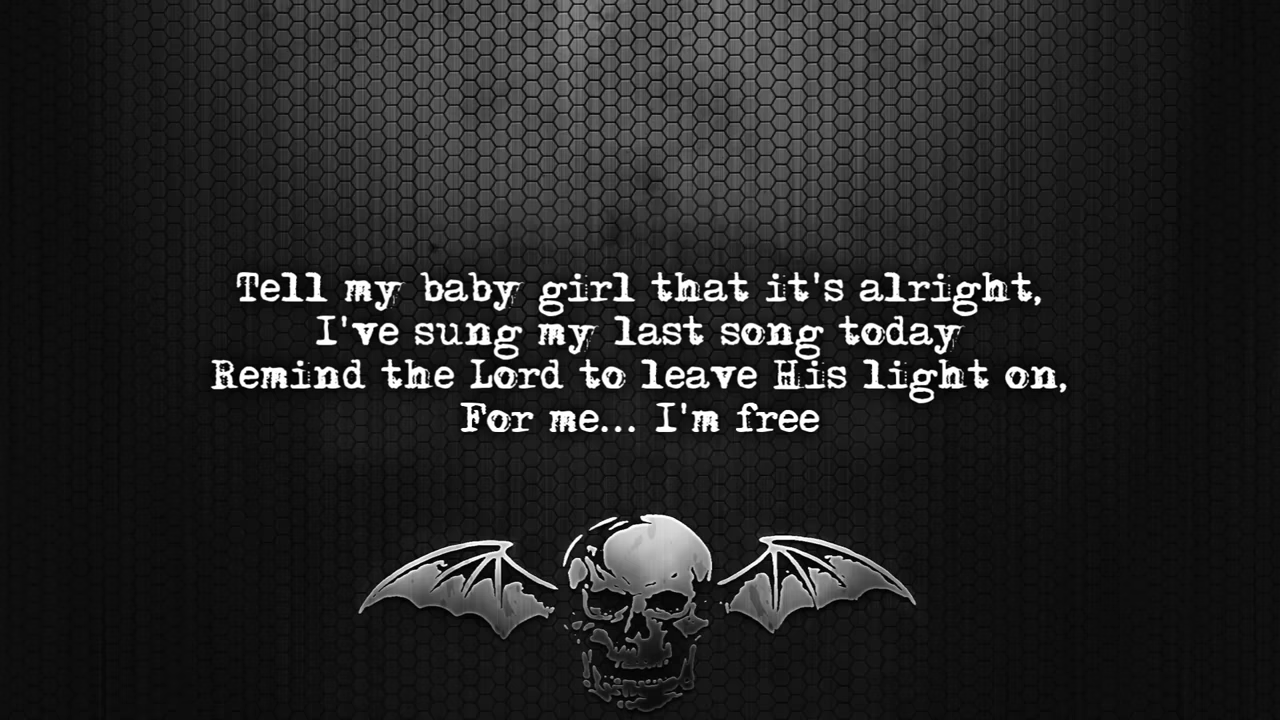 Tell my baby girl that it's alright,
I've sung my last song today
Remind the Lord to leave His light on,
For me... I'm free